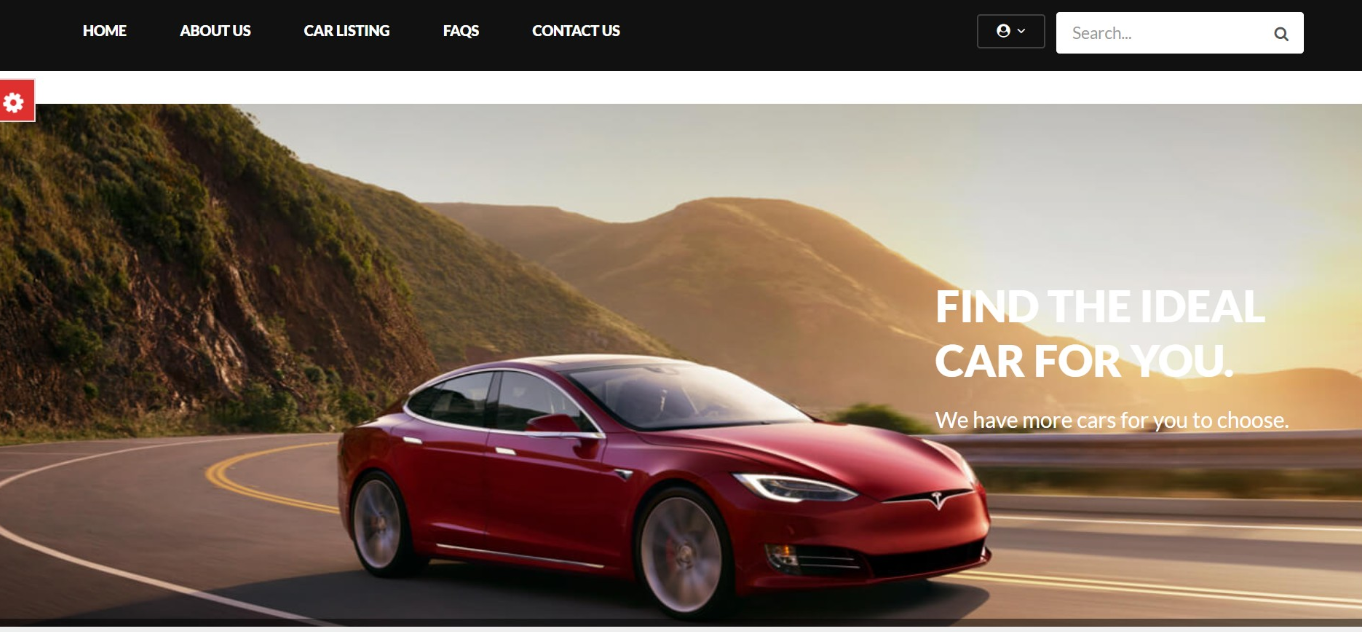 HOME
ABOUT US
CAR LISTING
FAQS
CONTACT US
Search...
FIND THE IDEAL
CAR FOR YOU.
We have more cars for you to choose.